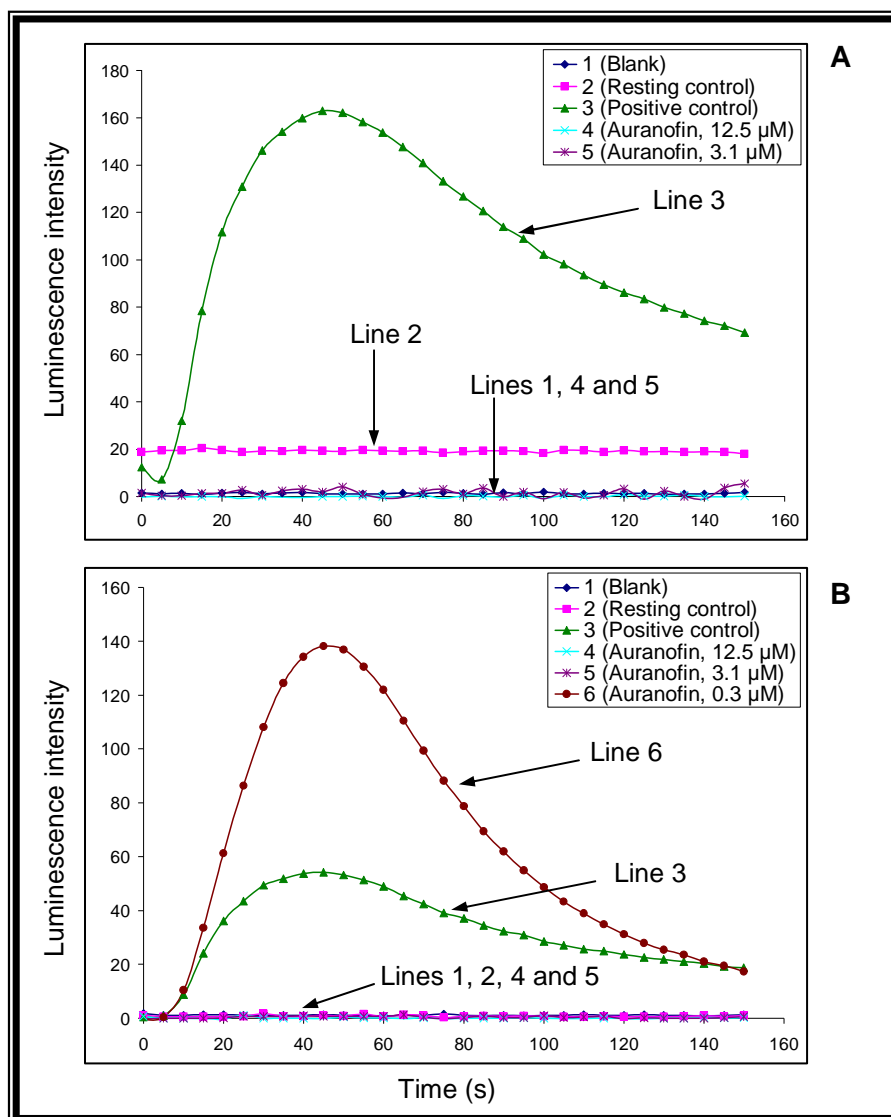 A
1 (Blank)
2 (Resting control)
3 (Positive control)
4 (Auranofin, 12.5 µM)
5 (Auranofin, 3.1 µM)
Luminescence intensity
180
160
140
120
100
80
60
40
20
0
Line 3
Line 2
Lines 1, 4 and 5
0 20 40 60 80 100 120 140 160
B
1 (Blank)
2 (Resting control)
3 (Positive control)
4 (Auranofin, 12.5 µM)
5 (Auranofin, 3.1 µM)
6 (Auranofin, 0.3 µM)
Luminescence intensity
160
140
120
100
80
60
40
20
0
Line 6
Line 3
Lines 1, 2, 4 and 5
0 20 40 60 80 100 120 140 160
Time (s)